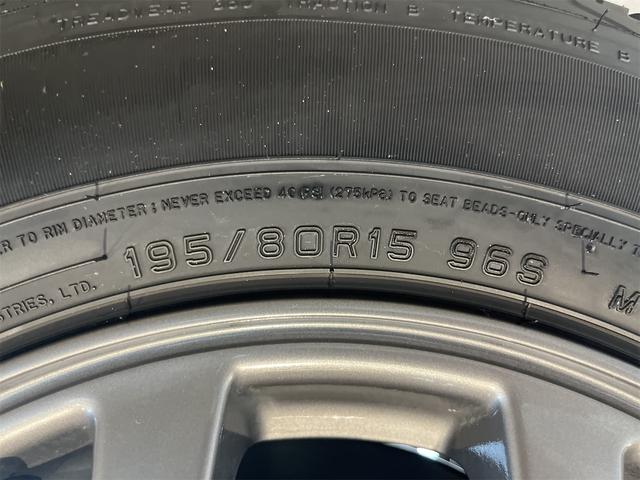 TREADWEAR 360 TRACTION B TEMPERATURE B
ER TO RIM DIAMETER; NEVER EXCEED 40 PSI (275kPa) TO SEAT BEADS-ONLY SPECIALLY T
195/80R15 96S M
STRIES, LTD.